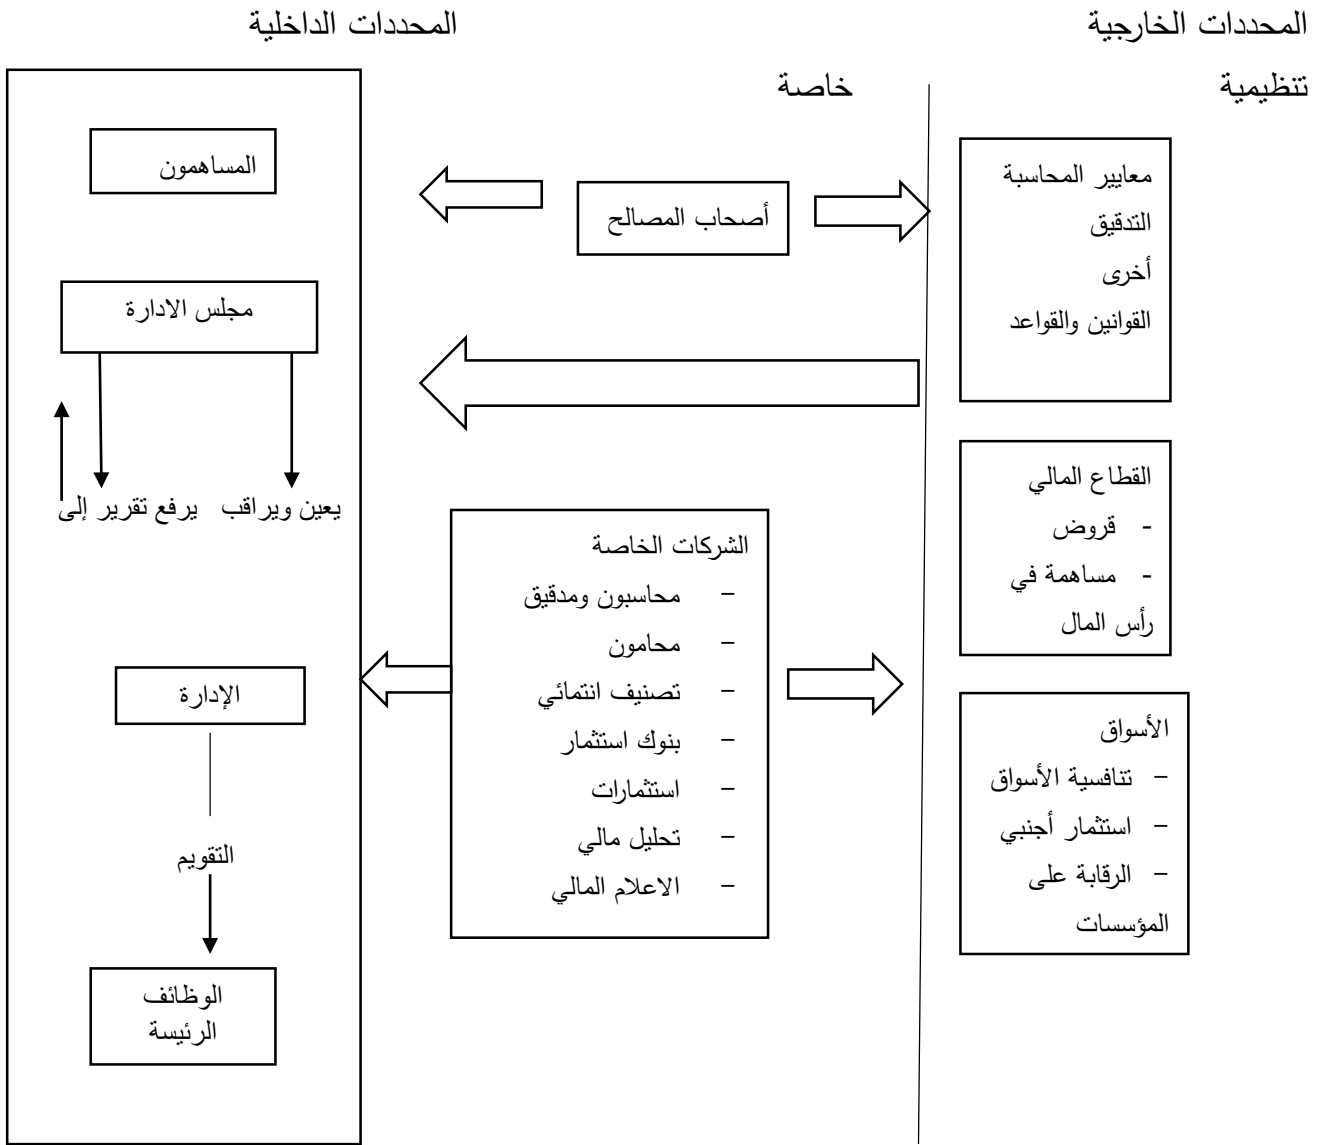 المحددات الخارجية
المحددات الداخلية
تنظيمية
خاصة
معايير المحاسبة
التدقيق
أخرى
القوانين والقواعد
القطاع المالي
- قروض
- مساهمة في
رأس المال
الأسواق
– تنافسية الأسواق
– استثمار أجنبي
– الرقابة على
المؤسسات
أصحاب المصالح
الشركات الخاصة
– محاسبون ومدقيق
– محامون
– تصنيف انتمائي
– بنوك استثمار
– استثمارات
– تحليل مالي
– الاعلام المالي
المساهمون
مجلس الادارة
يعين ويراقب
يرفع تقرير إلى
الإدارة
التقويم
الوظائف
الرئيسة